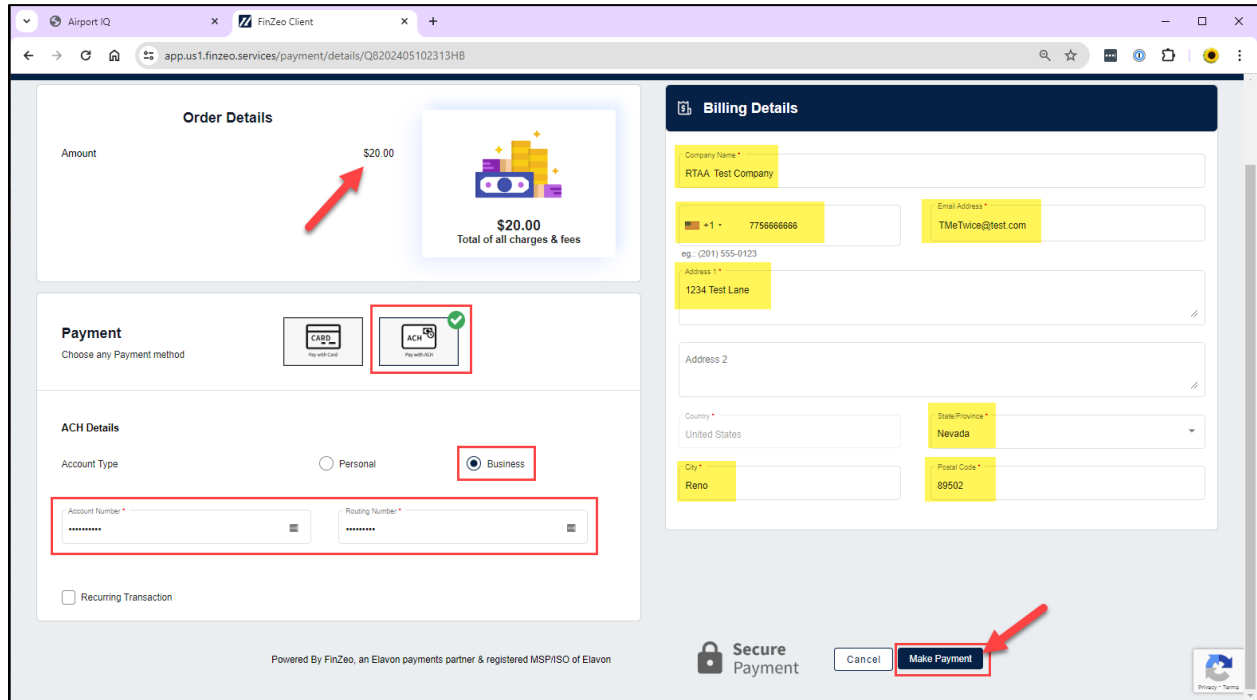 Airport IQ
FinZeo Client
app.us1.finzeo.services/payment/details/Q8202405102313HB
Order Details
Amount
$20.00
$20.00
Total of all charges & fees
Payment
Choose any Payment method
CARD
Pay with Card
ACH
Pay with ACH
ACH Details
Account Type
Personal
Business
Account Number *
••••••••••
Routing Number *
•••••••••
Recurring Transaction
Billing Details
Company Name *
RTAA Test Company
+1
7756666666
eg.: (201) 555-0123
Email Address *
TMeTwice@test.com
Address 1 *
1234 Test Lane
Address 2
Country *
United States
State/Province *
Nevada
City *
Reno
Postal Code *
89502
Powered By FinZeo, an Elavon payments partner & registered MSP/ISO of Elavon
Secure
Payment
Cancel
Make Payment
Privacy - Terms